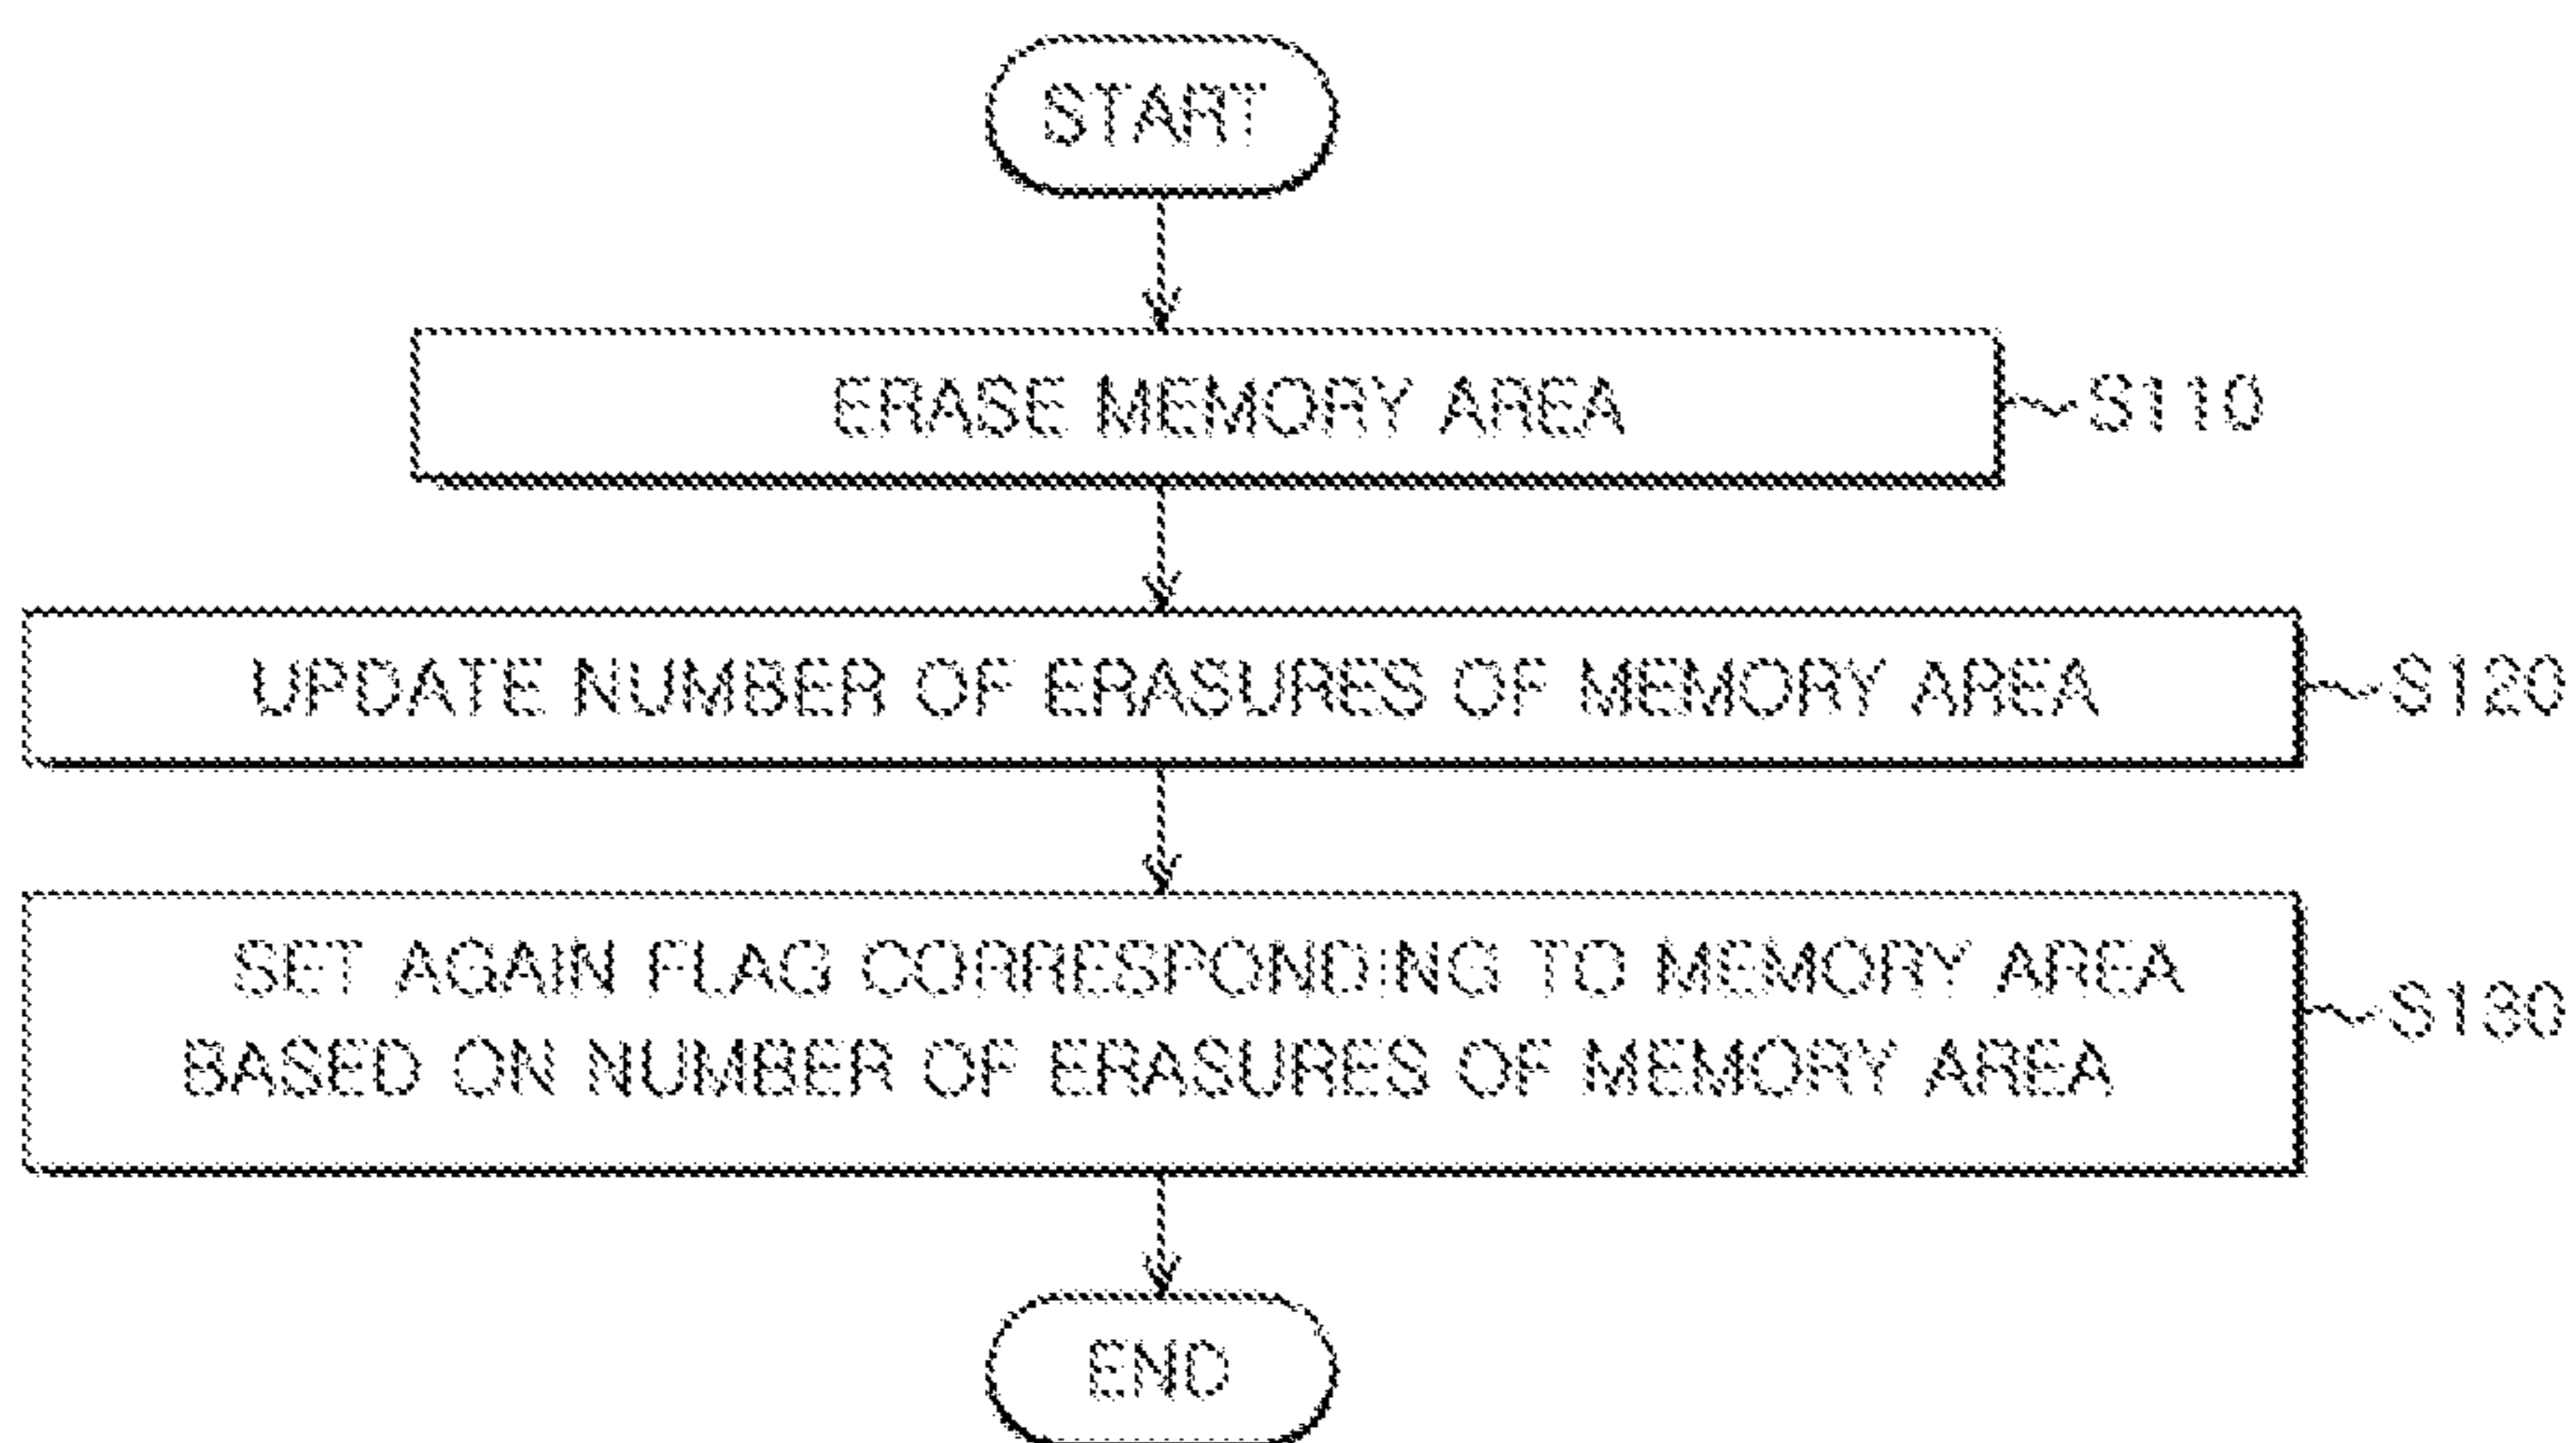 START
ERASE MEMORY AREA
S110
UPDATE NUMBER OF ERASURES OF MEMORY AREA
S120
SET AGAIN FLAG CORRESPONDING TO MEMORY AREA
BASED ON NUMBER OF ERASURES OF MEMORY AREA
S130
END